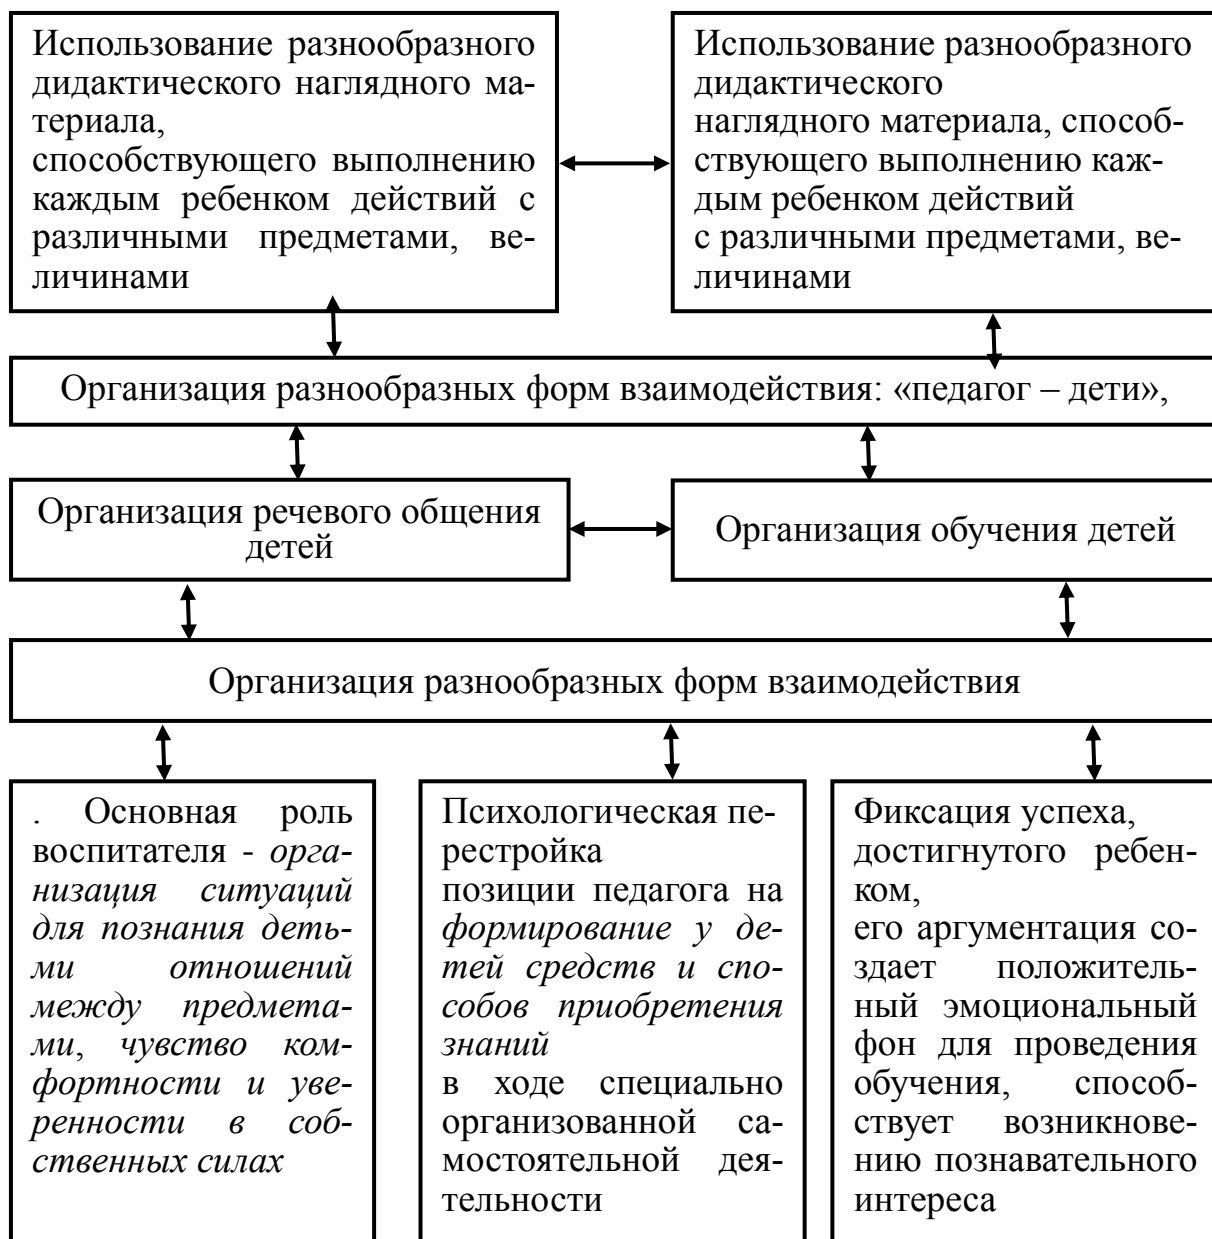 Использование разнообразного
дидактического наглядного ма-
териала,
способствующего выполнению
каждым ребенком действий с
различными предметами, ве-
личинами
Использование разнообразного
дидактического
наглядного материала, способ-
ствующего выполнению каж-
дым ребенком действий
с различными предметами, ве-
личинами
Организация разнообразных форм взаимодействия: «педагог – дети»,
Организация речевого общения
детей
Организация обучения детей
Организация разнообразных форм взаимодействия
. Основная роль
воспитателя - орга-
низация ситуаций
для познания деть-
ми отношений
между предмета-
ми, чувство ком-
фортности и уве-
ренности в соб-
ственных силах
Психологическая пе-
рестройка
позиции педагога на
формирование у де-
тей средств и спо-
собов приобретения
знаний
в ходе специально
организованной са-
мостоятельной дея-
тельности
Фиксация успеха,
достигнутого ребен-
ком,
его аргументация со-
здает положитель-
ный эмоциональный
фон для проведения
обучения, способ-
ствует возникнове-
нию познавательного
интереса